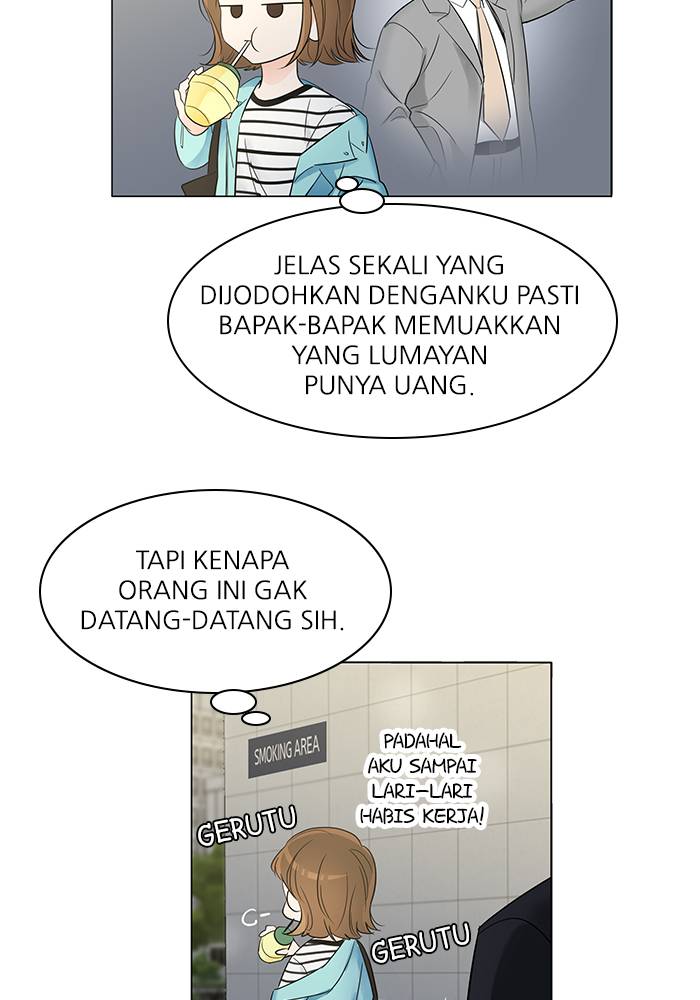 JELAS SEKALI YANG
DIJODOHKAN DENGANKU PASTI
BAPAK-BAPAK MEMUAKKAN
YANG LUMAYAN
PUNYA UANG.
TAPI KENAPA
ORANG INI GAK
DATANG-DATANG SIH.
SMOKING AREA
PADAHAL
AKU SAMPAI
LARI-LARI
HABIS KERJA!
GERUTU
GERUTU